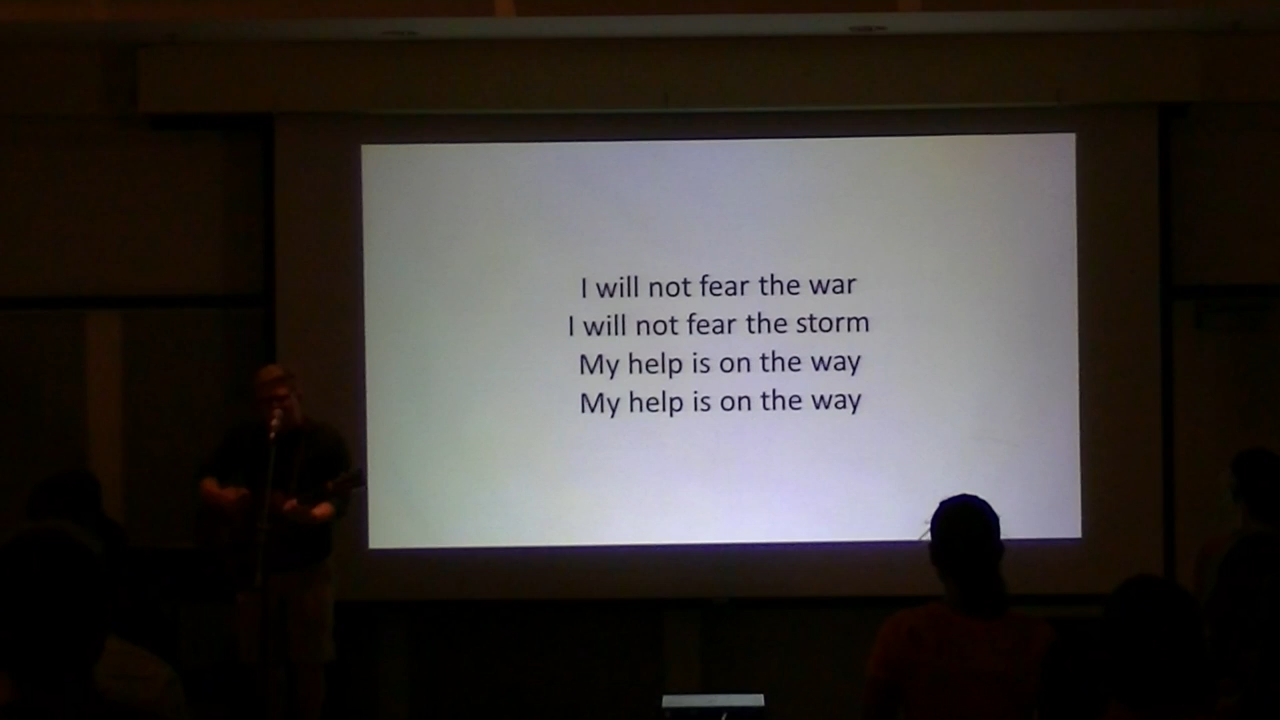 I will not fear the war
I will not fear the storm
My help is on the way
My help is on the way